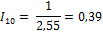 I₁₀ = 1/2,55 = 0,39